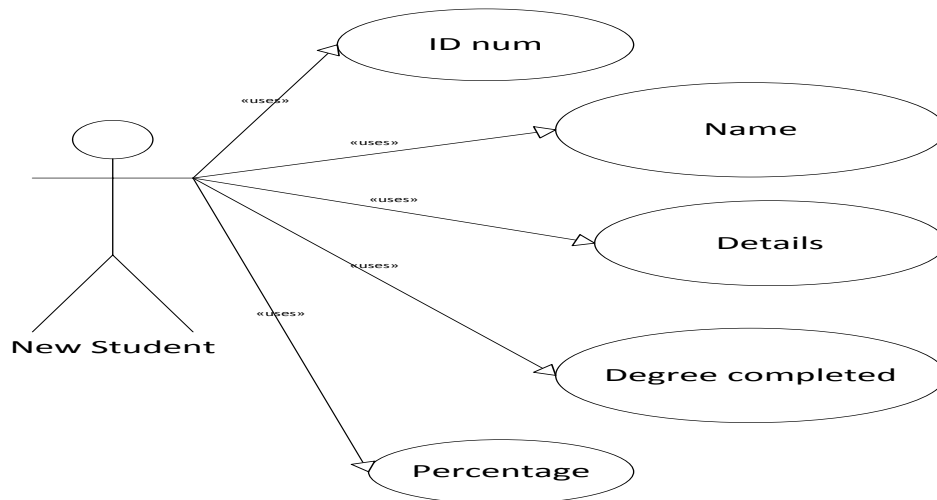 ID num
«uses»
Name
«uses»
Details
«uses»
«uses»
Degree completed
«uses»
New Student
Percentage